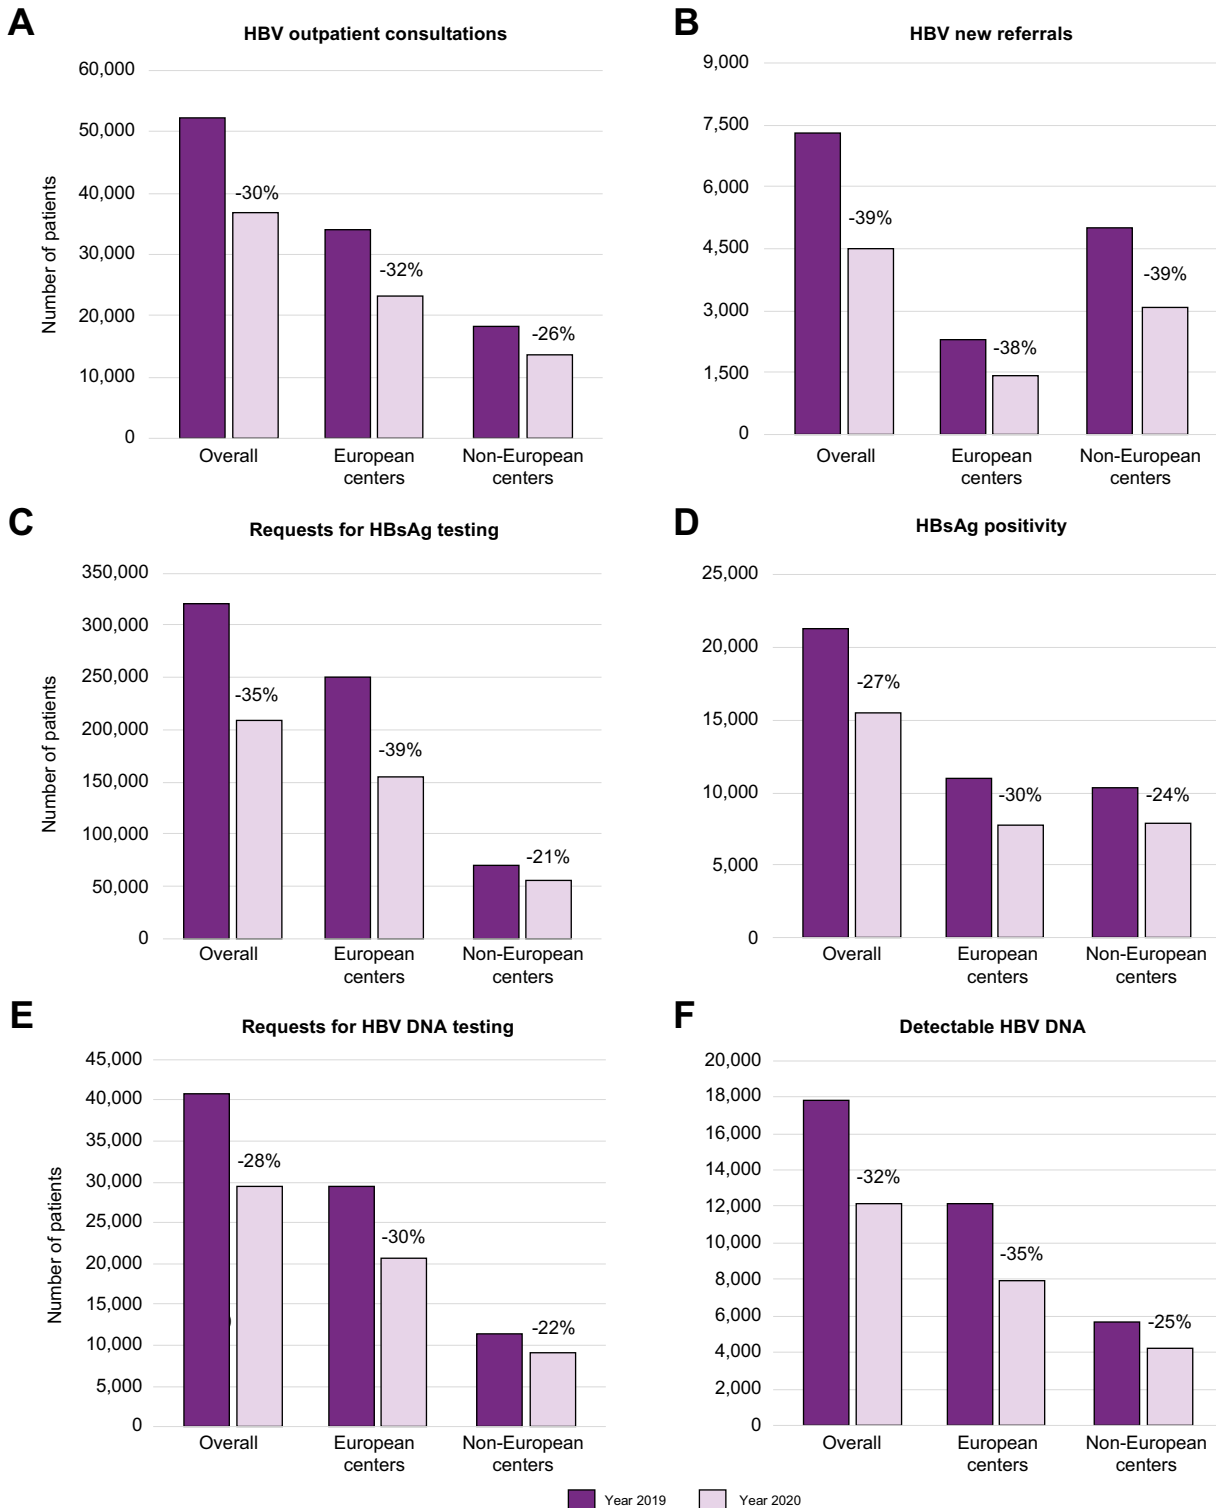 A
HBV outpatient consultations
Number of patients
60,000
50,000
40,000
30,000
20,000
10,000
0
-30%
-32%
-26%
Overall
European
centers
Non-European
centers
B
HBV new referrals
9,000
7,500
6,000
4,500
3,000
1,500
0
-39%
-38%
-39%
Overall
European
centers
Non-European
centers
C
Requests for HBsAg testing
Number of patients
350,000
300,000
250,000
200,000
150,000
100,000
50,000
0
-35%
-39%
-21%
Overall
European
centers
Non-European
centers
D
HBsAg positivity
25,000
20,000
15,000
10,000
5,000
0
-27%
-30%
-24%
Overall
European
centers
Non-European
centers
E
Requests for HBV DNA testing
Number of patients
45,000
40,000
35,000
30,000
25,000
20,000
15,000
10,000
5,000
0
-28%
-30%
-22%
Overall
European
centers
Non-European
centers
F
Detectable HBV DNA
20,000
18,000
16,000
14,000
12,000
10,000
8,000
6,000
4,000
2,000
0
-32%
-35%
-25%
Overall
European
centers
Non-European
centers
Year 2019
Year 2020